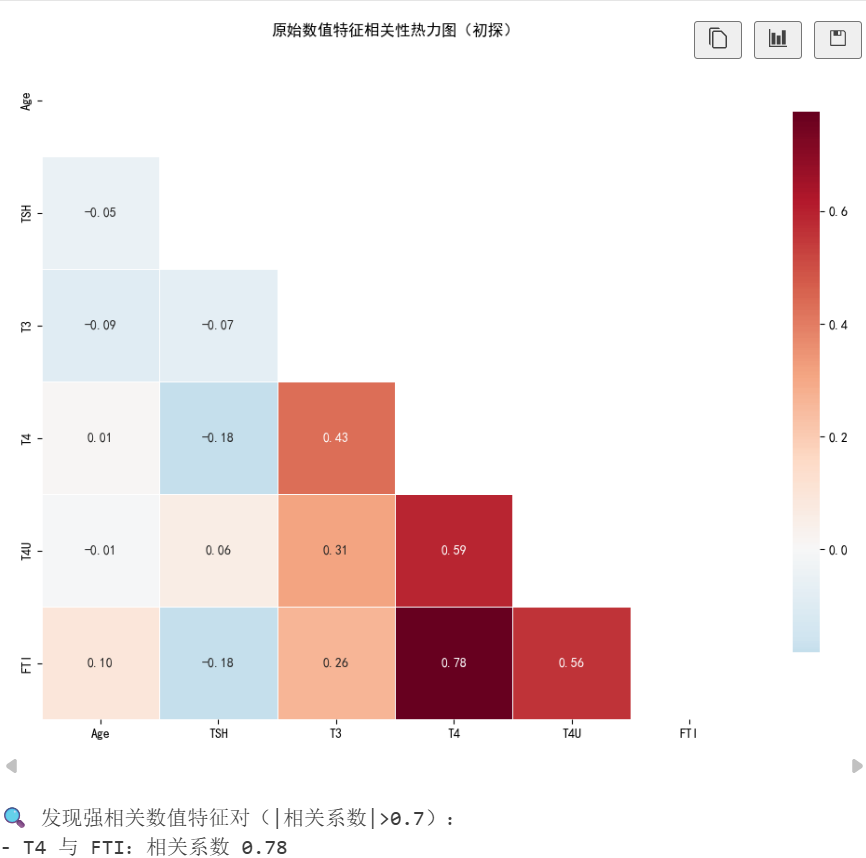 原始数值特征相关性热力图（初探）
Age
TSH
-0.05
T3
-0.09 -0.07
T4
0.01 -0.18 0.43
T4U
-0.01 0.06 0.31 0.59
FTI
0.10 -0.18 0.26 0.78 0.56
Age TSH T3 T4 T4U FTI
0.6
0.4
0.2
0.0
发现强相关数值特征对（|相关系数|>0.7）：
- T4 与 FTI: 相关系数 0.78